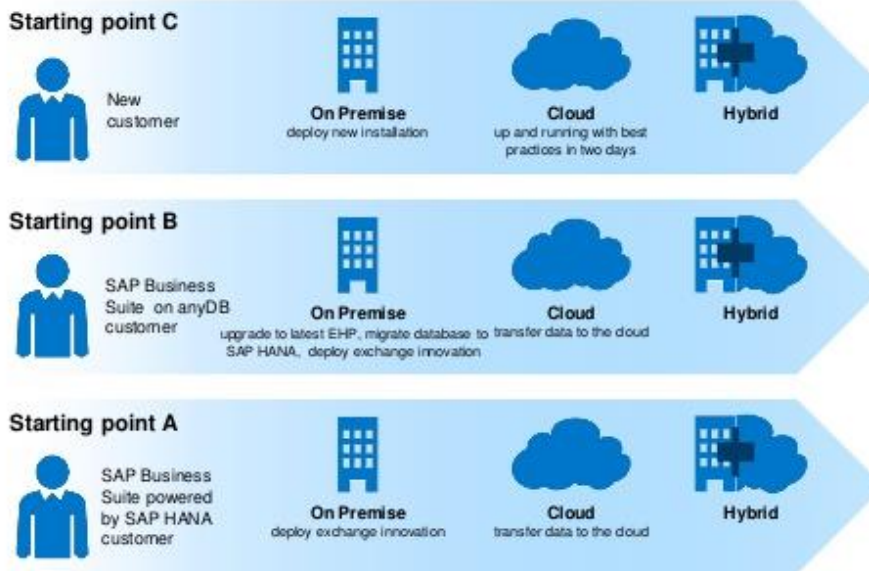 Starting point C
New
customer
On Premise
deploy new installation
Cloud
up and running with best
practices in two days
Hybrid
Starting point B
SAP Business
Suite on anyDB
customer
On Premise
upgrade to latest EHP, migrate database to
SAP HANA, deploy exchange innovation
Cloud
transfer data to the cloud
Hybrid
Starting point A
SAP Business
Suite powered
by SAP HANA
customer
On Premise
deploy exchange innovation
Cloud
transfer data to the cloud
Hybrid